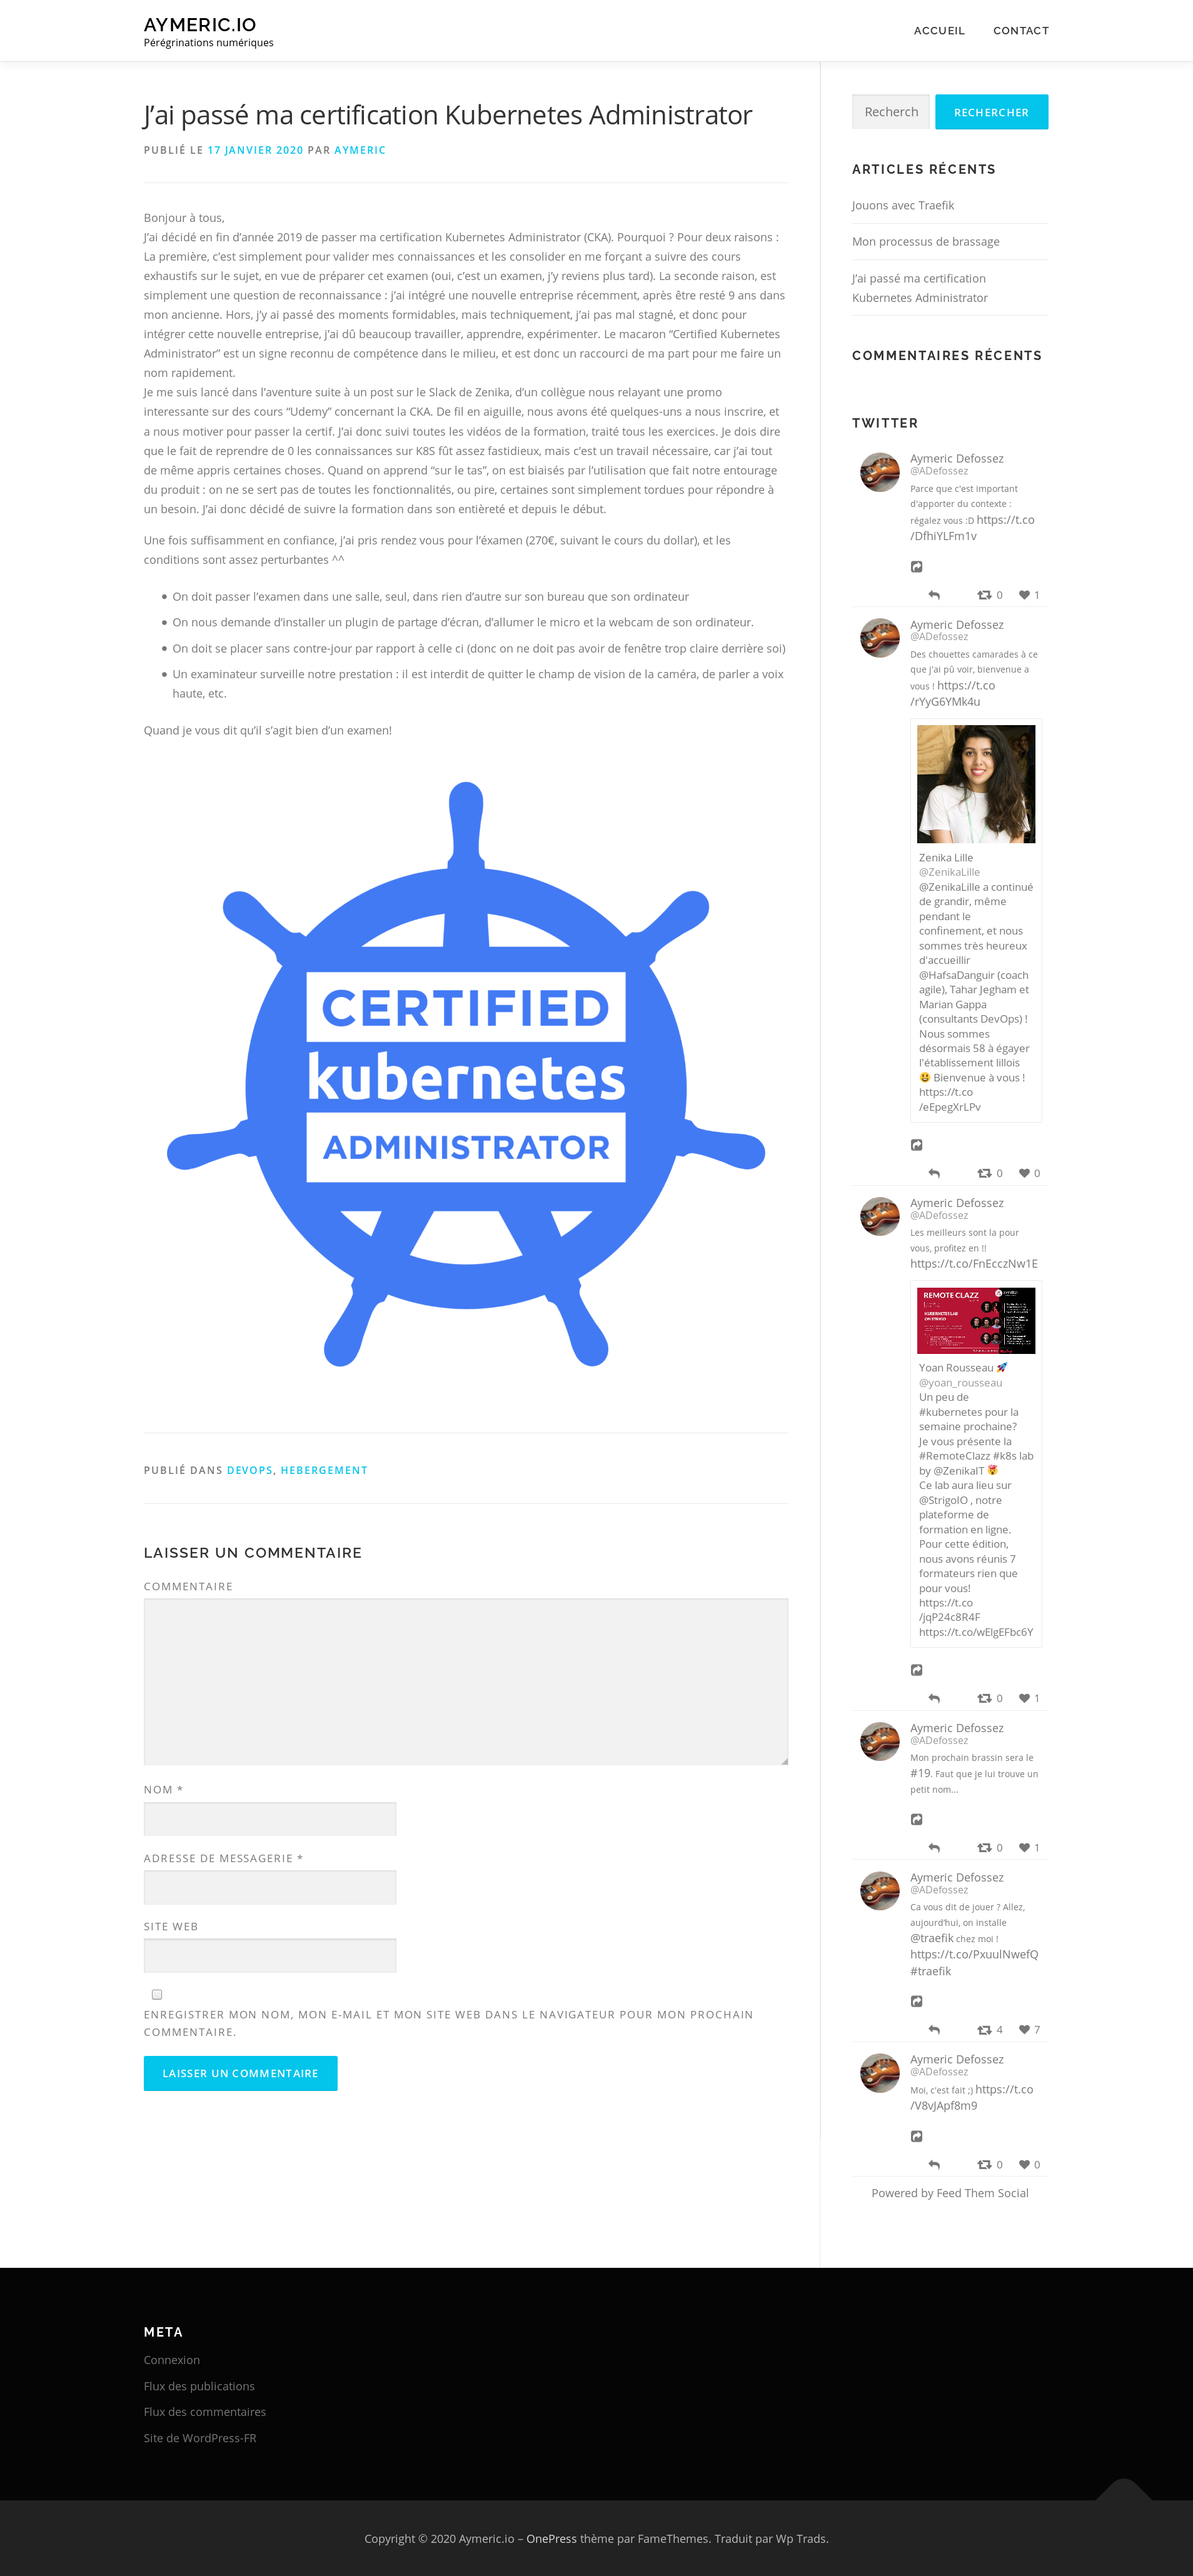 AYMERIC.IO
Pérégrinations numériques
ACCUEIL
CONTACT
J’ai passé ma certification Kubernetes Administrator
PUBLIÉ LE 17 JANVIER 2020 PAR AYMERIC
Bonjour à tous,
J’ai décidé en fin d’année 2019 de passer ma certification Kubernetes Administrator (CKA). Pourquoi ? Pour deux raisons :
La première, c’est simplement pour valider mes connaissances et les consolider en me forçant a suivre des cours
exhaustifs sur le sujet, en vue de préparer cet examen (oui, c’est un examen, j’y reviens plus tard). La seconde raison, est
simplement une question de reconnaissance : j’ai intégré une nouvelle entreprise récemment, après être resté 9 ans dans
mon ancienne. Hors, j’y ai passé des moments formidables, mais techniquement, j’ai pas mal stagné, et donc pour
intégrer cette nouvelle entreprise, j’ai dû beaucoup travailler, apprendre, expérimenter. Le macaron “Certified Kubernetes
Administrator” est un signe reconnu de compétence dans le milieu, et est donc un raccourci de ma part pour me faire un
nom rapidement.
Je me suis lancé dans l’aventure suite à un post sur le Slack de Zenika, d’un collègue nous relayant une promo
interessante sur des cours “Udemy” concernant la CKA. De fil en aiguille, nous avons été quelques-uns a nous inscrire, et
a nous motiver pour passer la certif. J’ai donc suivi toutes les vidéos de la formation, traité tous les exercices. Je dois dire
que le fait de reprendre de 0 les connaissances sur K8S fût assez fastidieux, mais c’est un travail nécessaire, car j’ai tout
de même appris certaines choses. Quand on apprend “sur le tas”, on est biaisés par l’utilisation que fait notre entourage
du produit : on ne se sert pas de toutes les fonctionnalités, ou pire, certaines sont simplement tordues pour répondre à
un besoin. J’ai donc décidé de suivre la formation dans son entièreté et depuis le début.
Une fois suffisamment en confiance, j’ai pris rendez vous pour l’éxamen (270€, suivant le cours du dollar), et les
conditions sont assez perturbantes ^^
On doit passer l’examen dans une salle, seul, dans rien d’autre sur son bureau que son ordinateur
On nous demande d’installer un plugin de partage d’écran, d’allumer le micro et la webcam de son ordinateur.
On doit se placer sans contre-jour par rapport à celle ci (donc on ne doit pas avoir de fenêtre trop claire derrière soi)
Un examinateur surveille notre prestation : il est interdit de quitter le champ de vision de la caméra, de parler a voix
haute, etc.
Quand je vous dit qu’il s’agit bien d’un examen!
CERTIFIED
kubernetes
ADMINISTRATOR
PUBLIÉ DANS DEVOPS, HEBERGEMENT
LAISSER UN COMMENTAIRE
COMMENTAIRE
NOM *
ADRESSE DE MESSAGERIE *
SITE WEB
ENREGISTRER MON NOM, MON E-MAIL ET MON SITE WEB DANS LE NAVIGATEUR POUR MON PROCHAIN
COMMENTAIRE.
LAISSER UN COMMENTAIRE
Recherch
RECHERCHER
ARTICLES RÉCENTS
Jouons avec Traefik
Mon processus de brassage
J’ai passé ma certification
Kubernetes Administrator
COMMENTAIRES RÉCENTS
TWITTER
Aymeric Defossez
@ADefossez
Parce que c'est important
d'apporter du contexte :
régalez vous :D https://t.co
/DfhiYLFm1v
0 1
Aymeric Defossez
@ADefossez
Des chouettes camarades à ce
que j'ai pû voir, bienvenue a
vous ! https://t.co
/rYyG6YMk4u
Zenika Lille
@ZenikaLille
@ZenikaLille a continué
de grandir, même
pendant le
confinement, et nous
sommes très heureux
d'accueillir
@HafsaDanguir (coach
agile), Tahar Jegham et
Marian Gappa
(consultants DevOps) !
Nous sommes
désormais 58 à égayer
l'établissement lillois
😃 Bienvenue à vous !
https://t.co
/eEpegXrLPv
0 0
Aymeric Defossez
@ADefossez
Les meilleurs sont la pour
vous, profitez en !!
https://t.co/FnEcczNw1E
REMOTE CLAZZ
Yoan Rousseau 🚀
@yoan_rousseau
Un peu de
#kubernetes pour la
semaine prochaine?
Je vous présente la
#RemoteClazz #k8s lab
by @ZenikaIT 🤯
Ce lab aura lieu sur
@StrigoIO , notre
plateforme de
formation en ligne.
Pour cette édition,
nous avons réunis 7
formateurs rien que
pour vous!
https://t.co
/jqP24c8R4F
https://t.co/wElgEFbc6Y
0 1
Aymeric Defossez
@ADefossez
Mon prochain brassin sera le
#19. Faut que je lui trouve un
petit nom...
0 1
Aymeric Defossez
@ADefossez
Ca vous dit de jouer ? Allez,
aujourd’hui, on installe
@traefik chez moi !
https://t.co/PxuulNwefQ
#traefik
4 7
Aymeric Defossez
@ADefossez
Moi, c'est fait ;) https://t.co
/V8vJApf8m9
0 0
Powered by Feed Them Social
META
Connexion
Flux des publications
Flux des commentaires
Site de WordPress-FR
Copyright © 2020 Aymeric.io – OnePress thème par FameThemes. Traduit par Wp Trads.